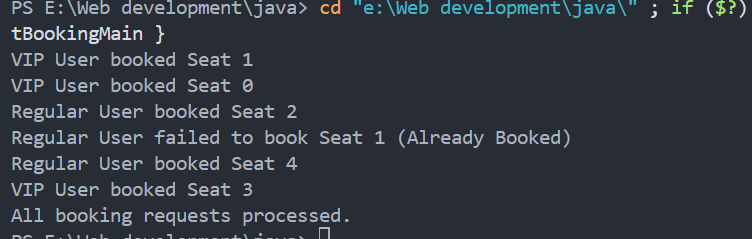 PS E:\Web development\java> cd "e:\Web development\java\" ; if ($?)
tBookingMain }
VIP User booked Seat 1
VIP User booked Seat 0
Regular User booked Seat 2
Regular User failed to book Seat 1 (Already Booked)
Regular User booked Seat 4
VIP User booked Seat 3
All booking requests processed.
PS E:\Web development\java>